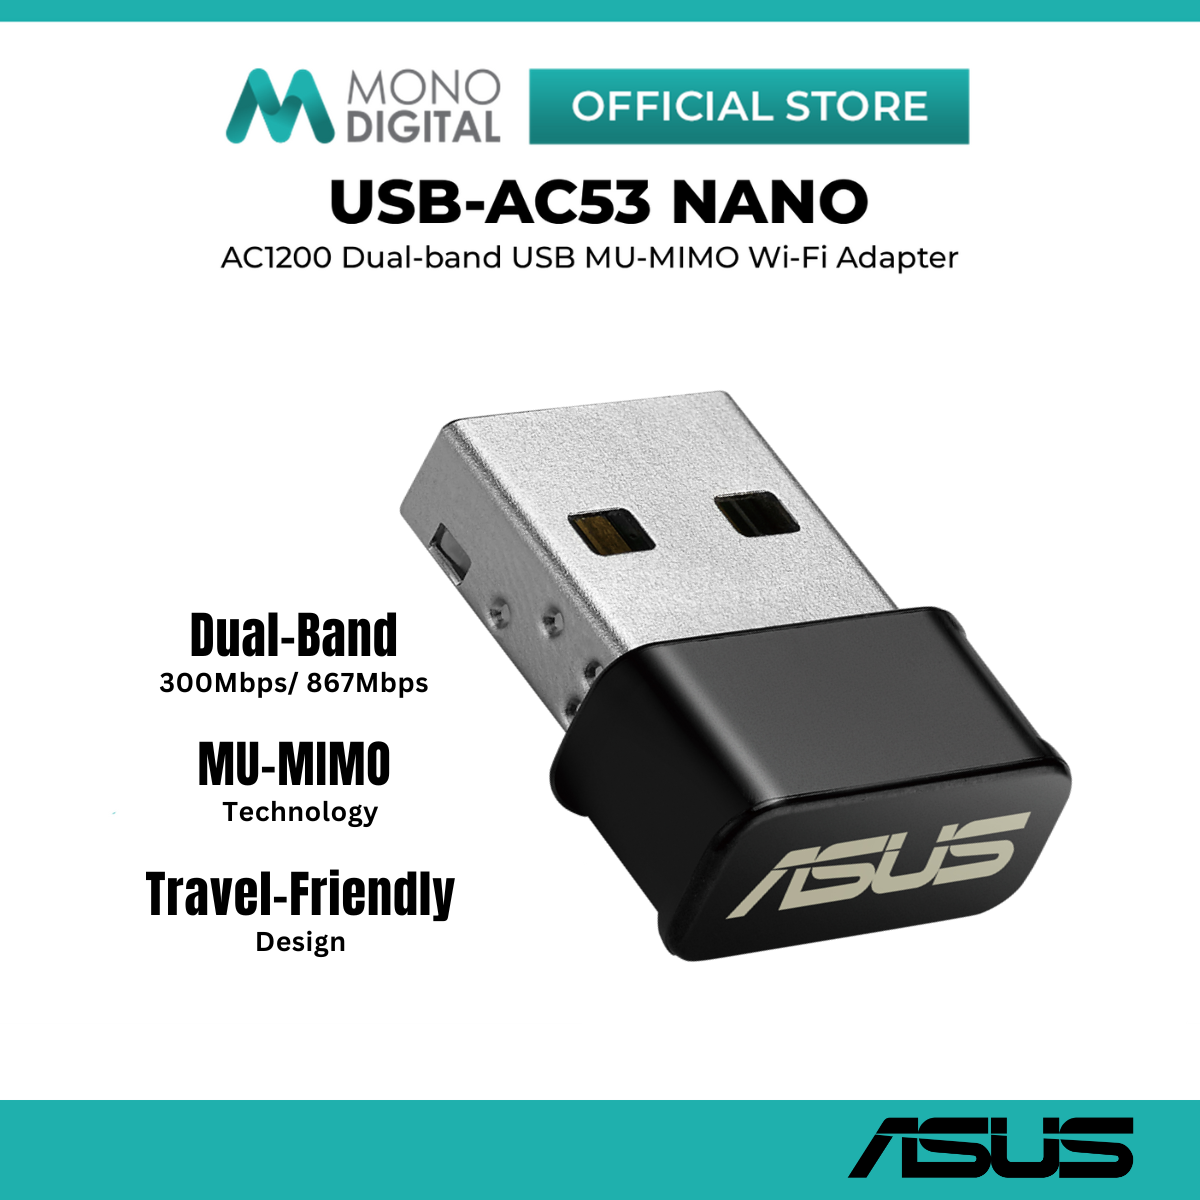 MONO
DIGITAL
OFFICIAL STORE
USB-AC53 NANO
AC1200 Dual-band USB MU-MIMO Wi-Fi Adapter
Dual-Band
300Mbps/ 867Mbps
MU-MIMO
Technology
Travel-Friendly
Design
ASUS
ASUS